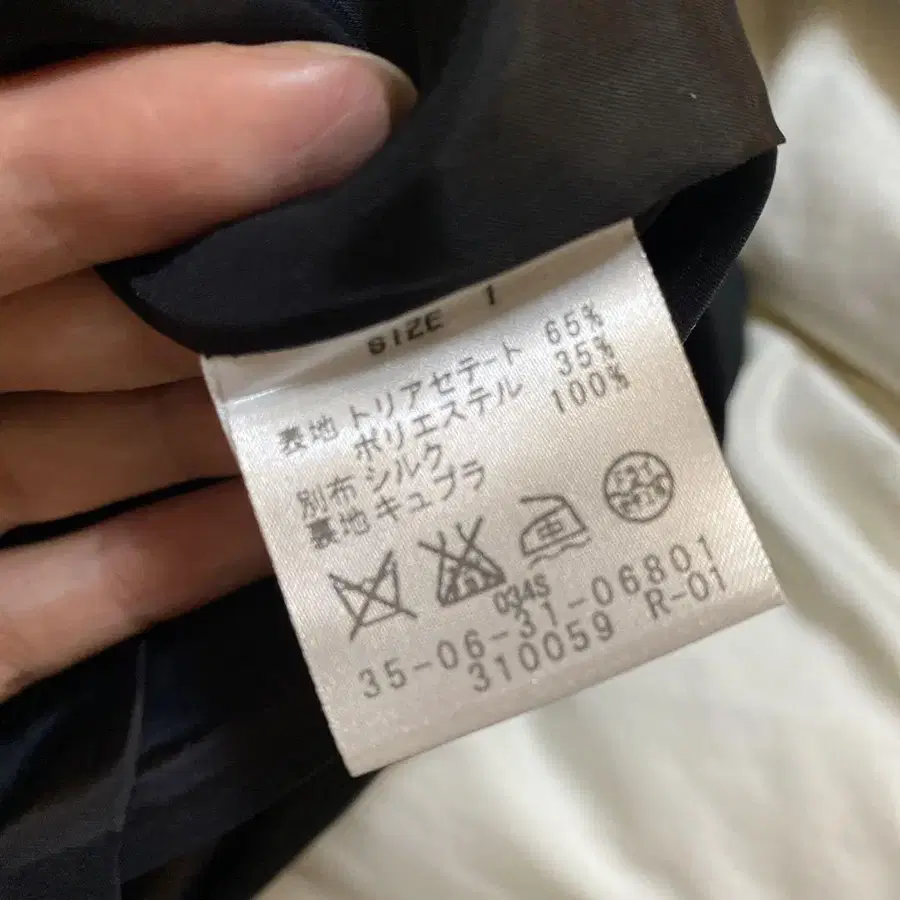 SIZE 1
表地 トリアセテート 65%
ポリエステル 35%
別布 シルク 100%
裏地 キュプラ
034S
35-06-31-06801
310059 R-01